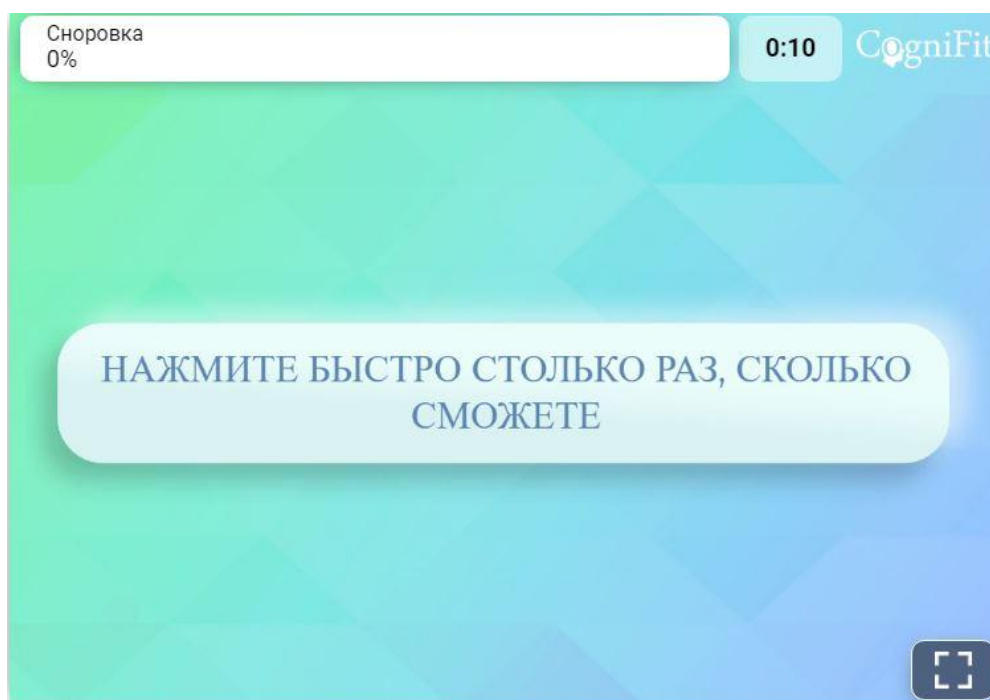 Сноровка
0%
0:10
CogniFit
НАЖМИТЕ БЫСТРО СТОЛЬКО РАЗ, СКОЛЬКО
СМОЖЕТЕ